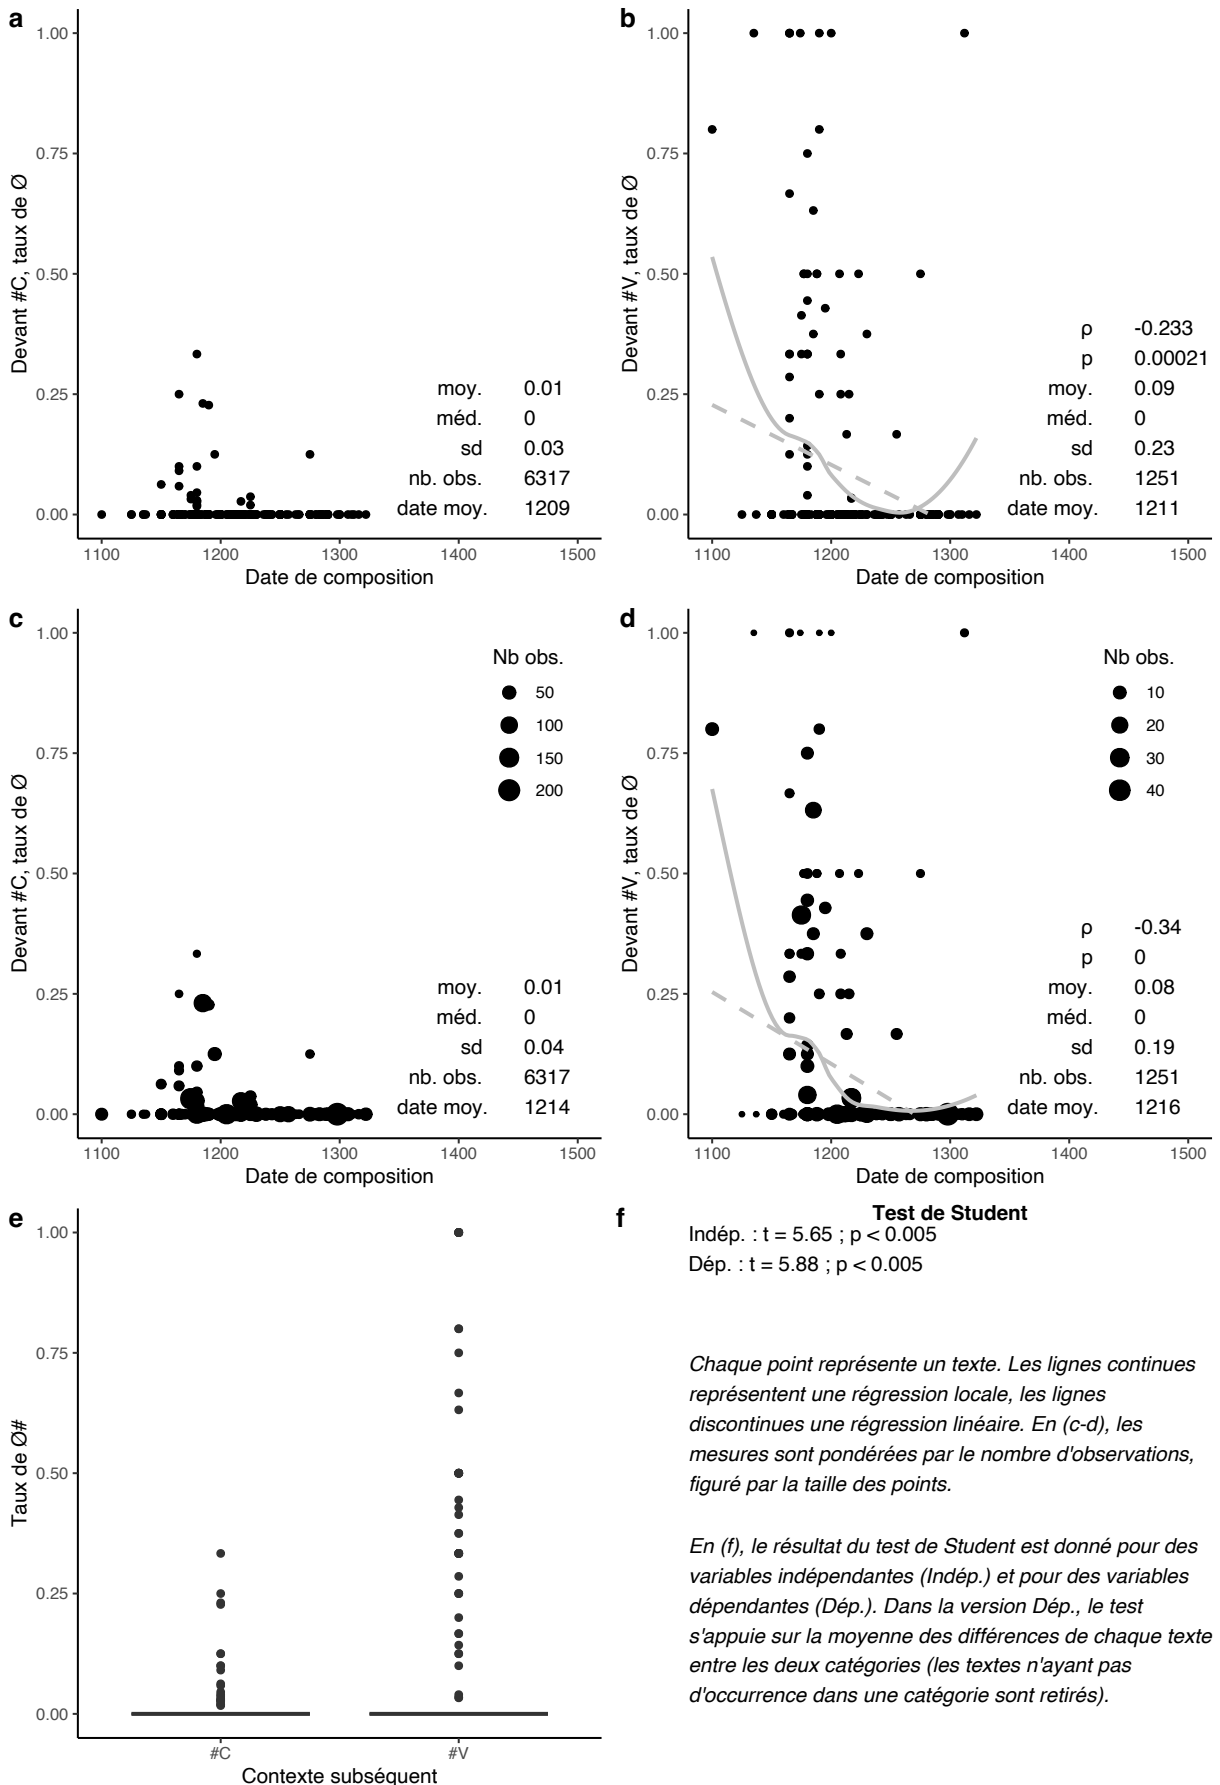 a
1.00
0.75
0.50
0.25
0.00
Devant #C, taux de Ø
moy. 0.01
méd. 0
sd 0.03
nb. obs. 6317
date moy. 1209
1100 1200 1300 1400 1500
Date de composition
b
1.00
0.75
0.50
0.25
0.00
Devant #V, taux de Ø
ρ -0.233
p 0.00021
moy. 0.09
méd. 0
sd 0.23
nb. obs. 1251
date moy. 1211
1100 1200 1300 1400 1500
Date de composition
c
1.00
0.75
0.50
0.25
0.00
Devant #C, taux de Ø
Nb obs.
50
100
150
200
moy. 0.01
méd. 0
sd 0.04
nb. obs. 6317
date moy. 1214
1100 1200 1300 1400 1500
Date de composition
d
1.00
0.75
0.50
0.25
0.00
Devant #V, taux de Ø
Nb obs.
10
20
30
40
ρ -0.34
p 0
moy. 0.08
méd. 0
sd 0.19
nb. obs. 1251
date moy. 1216
1100 1200 1300 1400 1500
Date de composition
e
1.00
0.75
0.50
0.25
0.00
Taux de Ø#
#C #V
Contexte subséquent
f
Test de Student
Indép. : t = 5.65 ; p < 0.005
Dép. : t = 5.88 ; p < 0.005
Chaque point représente un texte. Les lignes continues
représentent une régression locale, les lignes
discontinues une régression linéaire. En (c-d), les
mesures sont pondérées par le nombre d'observations,
figuré par la taille des points.
En (f), le résultat du test de Student est donné pour des
variables indépendantes (Indép.) et pour des variables
dépendantes (Dép.). Dans la version Dép., le test
s'appuie sur la moyenne des différences de chaque texte
entre les deux catégories (les textes n'ayant pas
d'occurrence dans une catégorie sont retirés).